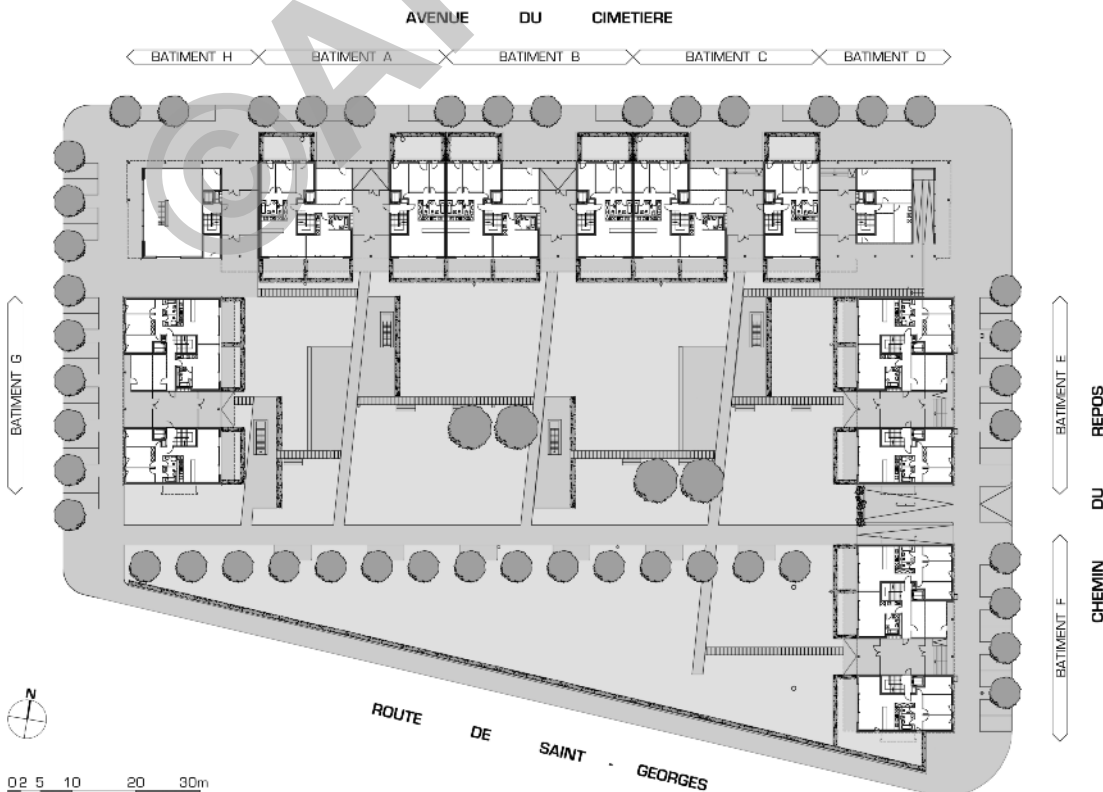 AVENUE DU CIMETIERE
BATIMENT H BATIMENT A BATIMENT B BATIMENT C BATIMENT D
©A
BATIMENT G
BATIMENT E
CHEMIN DU REPOS
BATIMENT F
N
ROUTE DE SAINT - GEORGES
0 2 5 10 20 30m